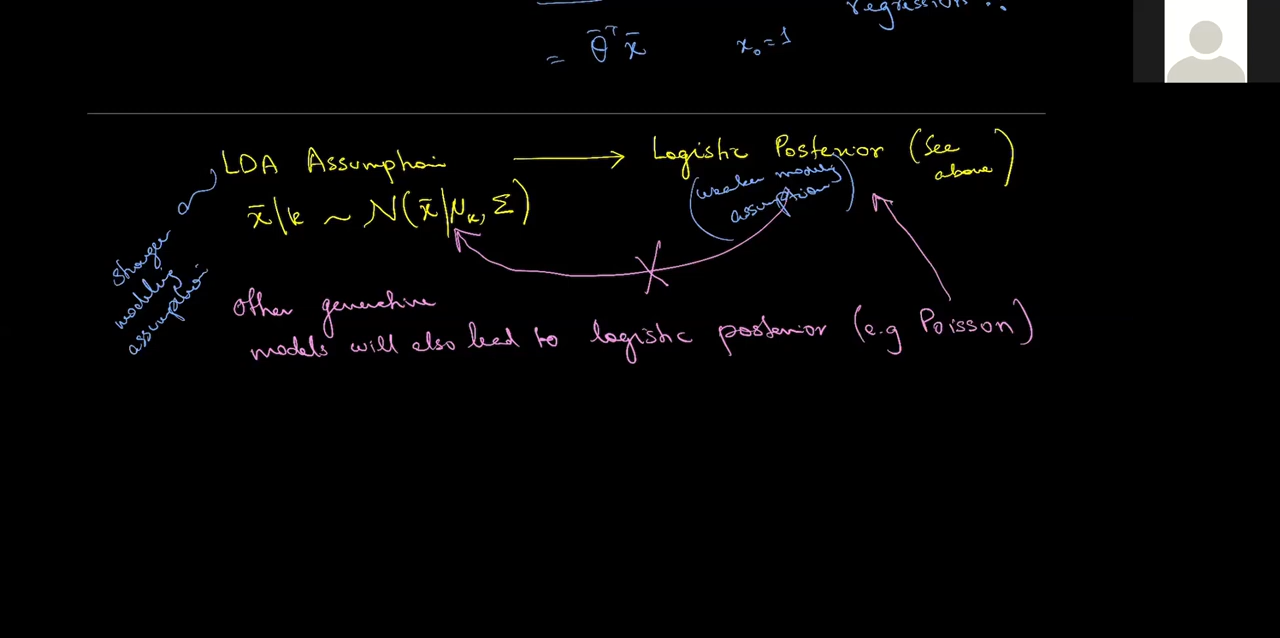 regression
= θ̄ᵀ x̄ x₀=1
LDA Assumption ⟶ Logistic Posterior (See above)
x̄|k ~ N(x̄|μₖ, Σ) (weaker modeling assumption)
stronger
modeling
assumption
Other generative
models will also lead to logistic posterior (e.g Poisson)